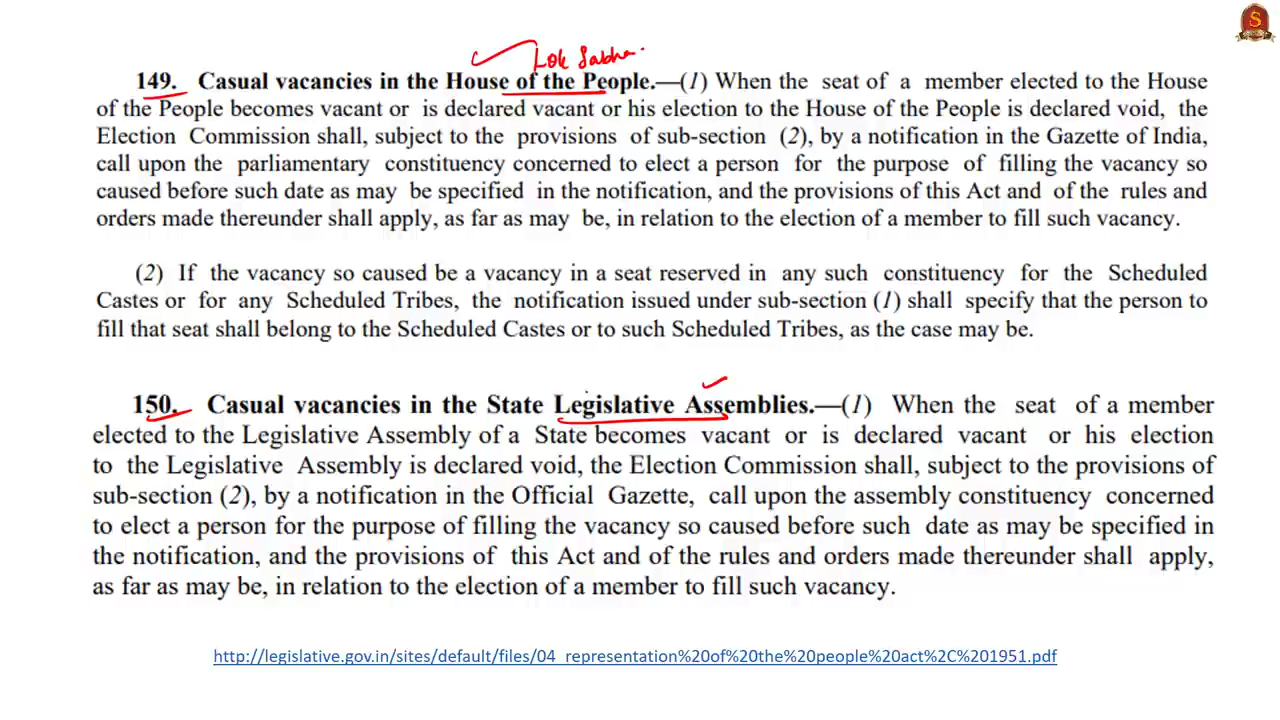 Lok Sabha
149. Casual vacancies in the House of the People.—(1) When the seat of a member elected to the House
of the People becomes vacant or is declared vacant or his election to the House of the People is declared void, the
Election Commission shall, subject to the provisions of sub-section (2), by a notification in the Gazette of India,
call upon the parliamentary constituency concerned to elect a person for the purpose of filling the vacancy so
caused before such date as may be specified in the notification, and the provisions of this Act and of the rules and
orders made thereunder shall apply, as far as may be, in relation to the election of a member to fill such vacancy.
(2) If the vacancy so caused be a vacancy in a seat reserved in any such constituency for the Scheduled
Castes or for any Scheduled Tribes, the notification issued under sub-section (1) shall specify that the person to
fill that seat shall belong to the Scheduled Castes or to such Scheduled Tribes, as the case may be.
150. Casual vacancies in the State Legislative Assemblies.—(1) When the seat of a member
elected to the Legislative Assembly of a State becomes vacant or is declared vacant or his election
to the Legislative Assembly is declared void, the Election Commission shall, subject to the provisions of
sub-section (2), by a notification in the Official Gazette, call upon the assembly constituency concerned
to elect a person for the purpose of filling the vacancy so caused before such date as may be specified in
the notification, and the provisions of this Act and of the rules and orders made thereunder shall apply,
as far as may be, in relation to the election of a member to fill such vacancy.
http://legislative.gov.in/sites/default/files/04_representation%20of%20the%20people%20act%2C%201951.pdf